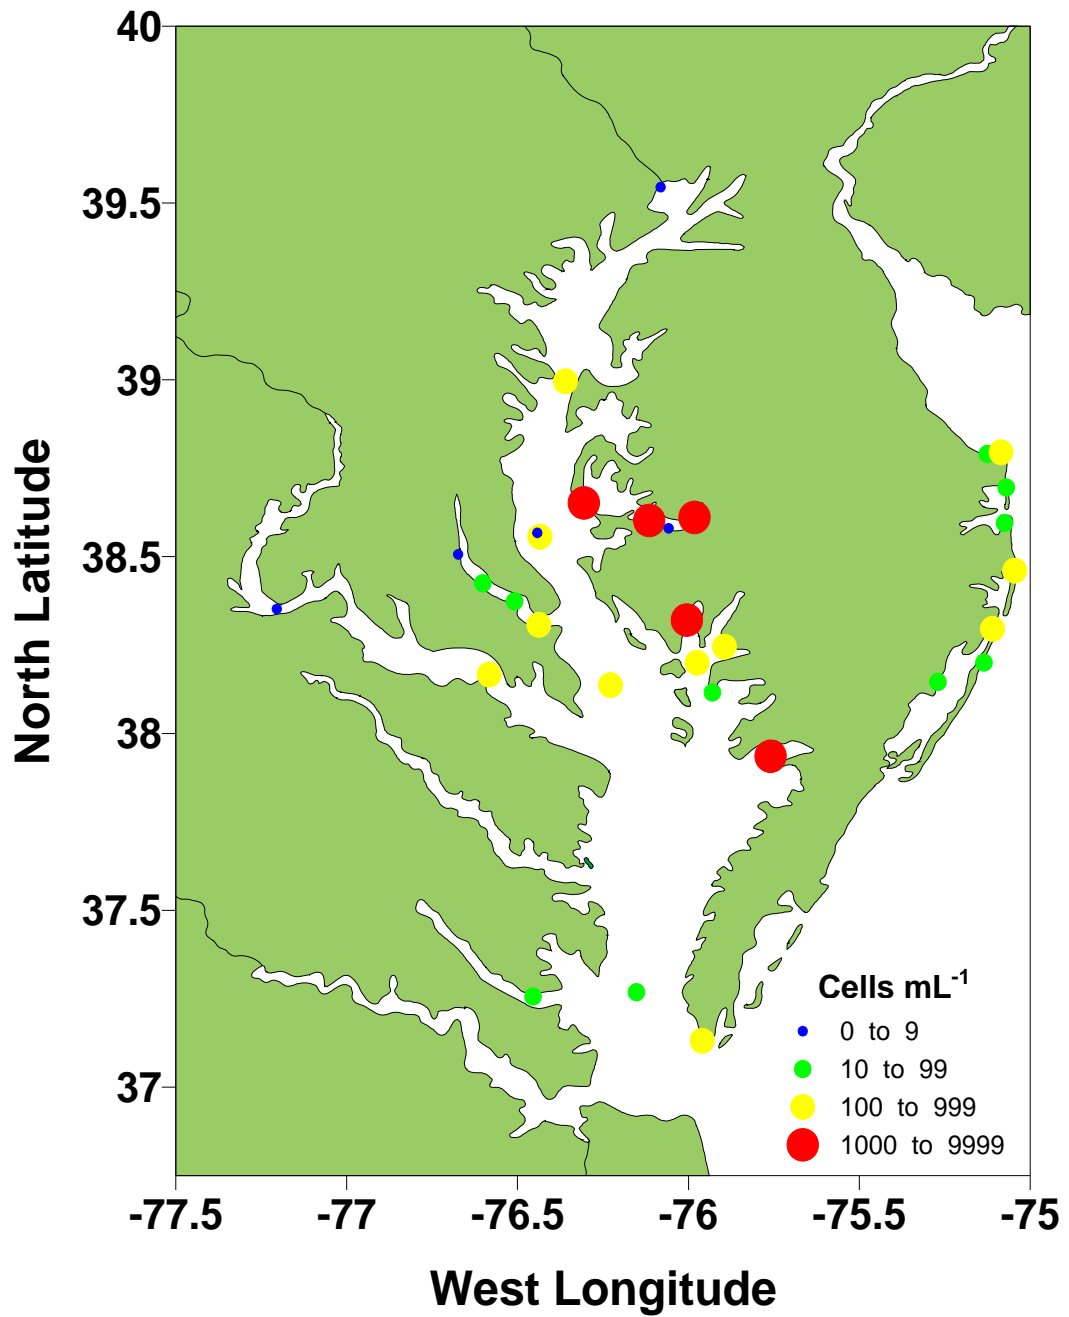 40
39.5
39
38.5
38
37.5
37
North Latitude
Cells mL-1
0 to 9
10 to 99
100 to 999
1000 to 9999
-77.5 -77 -76.5 -76 -75.5 -75
West Longitude